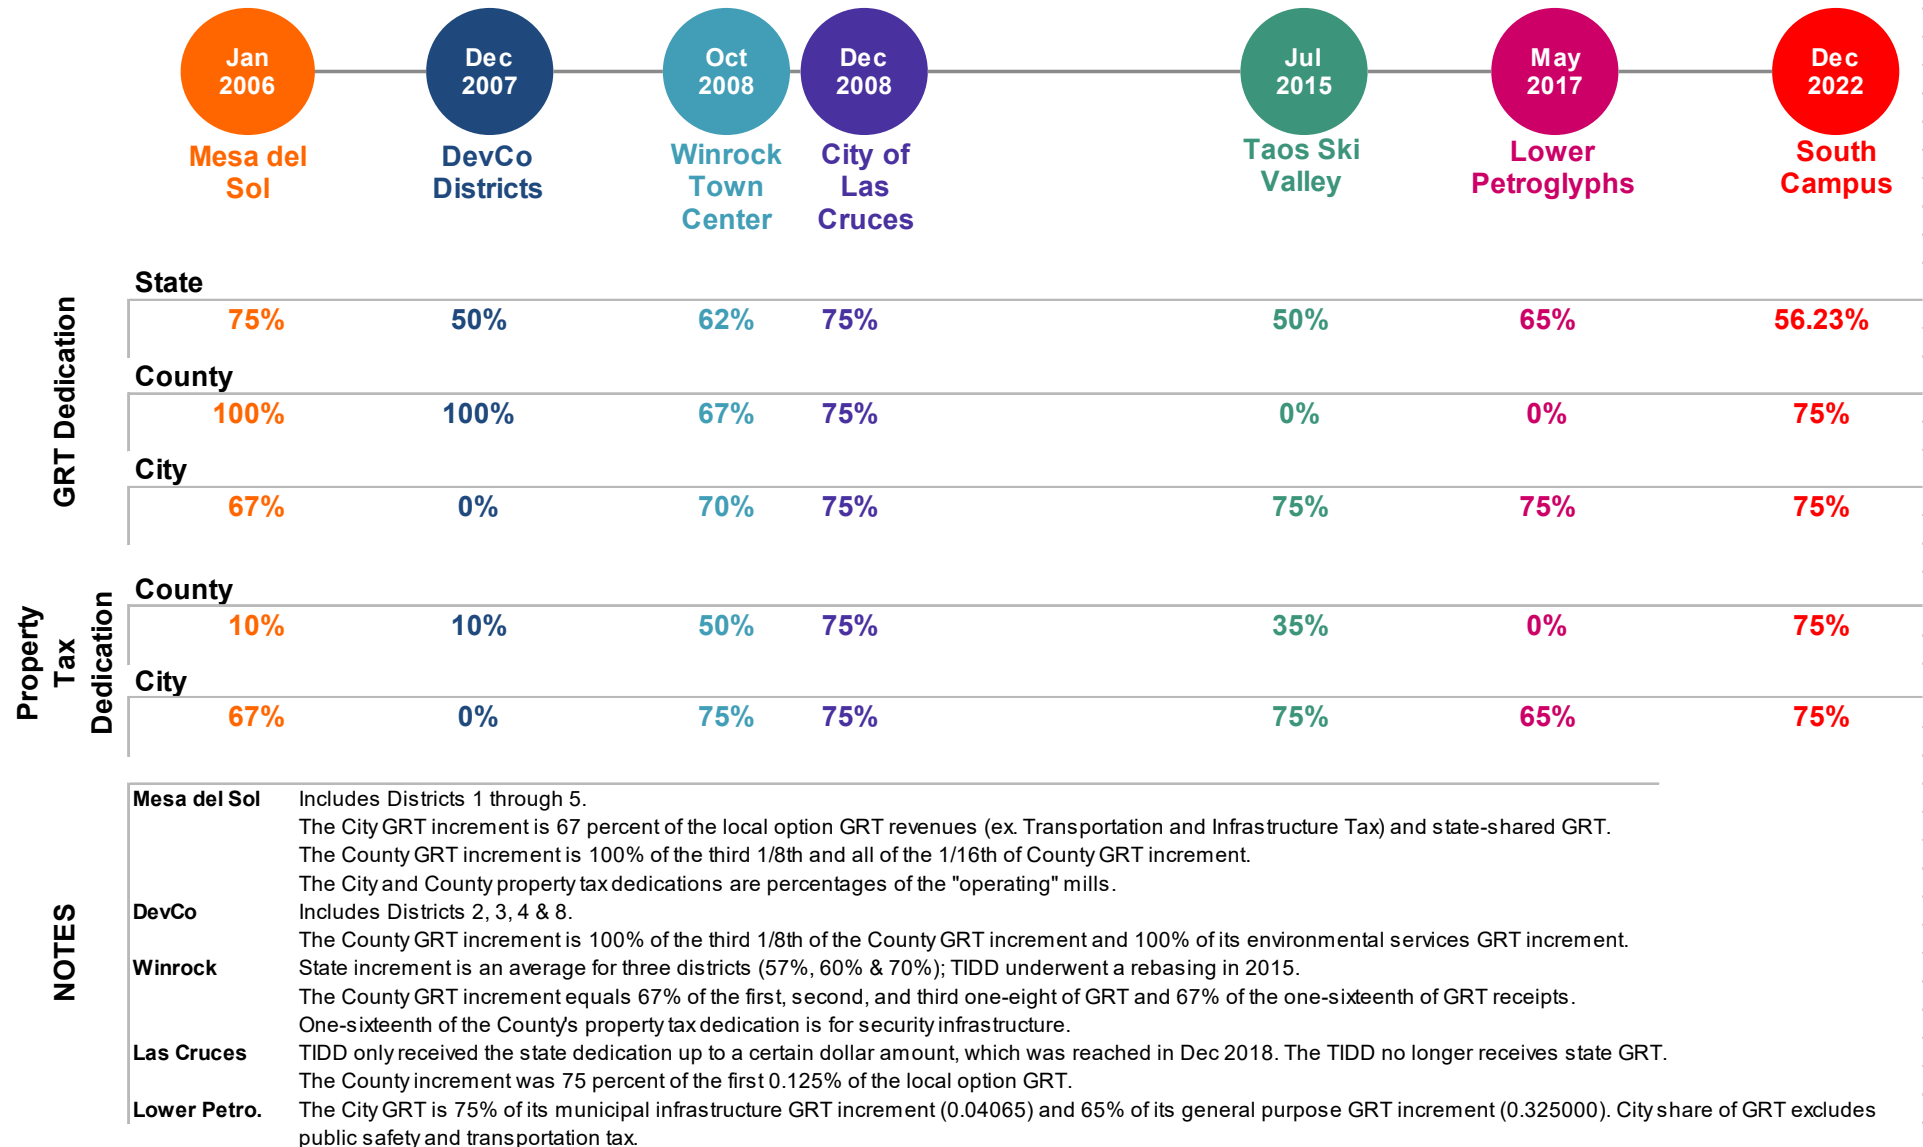 Jan 2006
Dec 2007
Oct 2008
Dec 2008
Jul 2015
May 2017
Dec 2022
Mesa del Sol
DevCo Districts
Winrock Town Center
City of Las Cruces
Taos Ski Valley
Lower Petroglyphs
South Campus
GRT Dedication
State
75% 50% 62% 75% 50% 65% 56.23%
County
100% 100% 67% 75% 0% 0% 75%
City
67% 0% 70% 75% 75% 75% 75%
Property Tax Dedication
County
10% 10% 50% 75% 35% 0% 75%
City
67% 0% 75% 75% 75% 65% 75%
NOTES
Mesa del Sol Includes Districts 1 through 5.
The City GRT increment is 67 percent of the local option GRT revenues (ex. Transportation and Infrastructure Tax) and state-shared GRT.
The County GRT increment is 100% of the third 1/8th and all of the 1/16th of County GRT increment.
The City and County property tax dedications are percentages of the "operating" mills.
DevCo Includes Districts 2, 3, 4 & 8.
The County GRT increment is 100% of the third 1/8th of the County GRT increment and 100% of its environmental services GRT increment.
Winrock State increment is an average for three districts (57%, 60% & 70%); TIDD underwent a rebasing in 2015.
The County GRT increment equals 67% of the first, second, and third one-eight of GRT and 67% of the one-sixteenth of GRT receipts.
One-sixteenth of the County's property tax dedication is for security infrastructure.
Las Cruces TIDD only received the state dedication up to a certain dollar amount, which was reached in Dec 2018. The TIDD no longer receives state GRT.
The County increment was 75 percent of the first 0.125% of the local option GRT.
Lower Petro. The City GRT is 75% of its municipal infrastructure GRT increment (0.04065) and 65% of its general purpose GRT increment (0.325000). City share of GRT excludes
public safety and transportation tax.